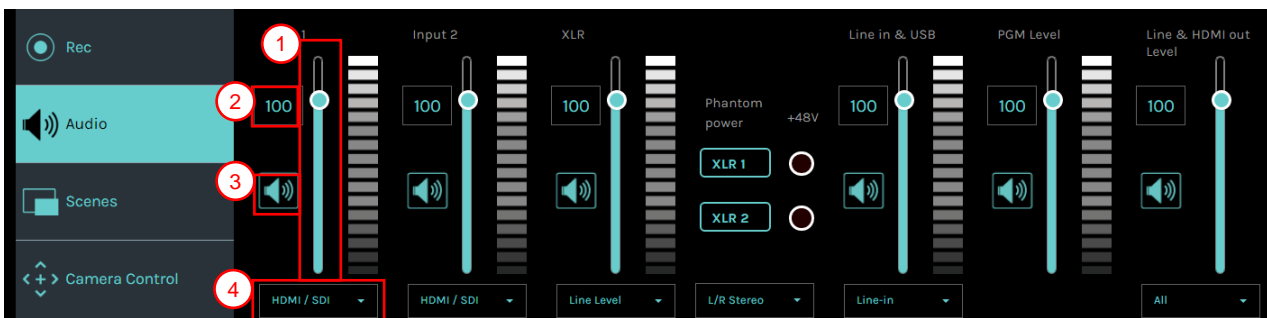 Rec
Audio
Scenes
Camera Control
1
2
3
4
1
100
HDMI / SDI
Input 2
100
HDMI / SDI
XLR
100
Line Level
Phantom
power
+48V
XLR 1
XLR 2
L/R Stereo
Line in & USB
100
Line-in
PGM Level
100
Line & HDMI out
Level
100
All